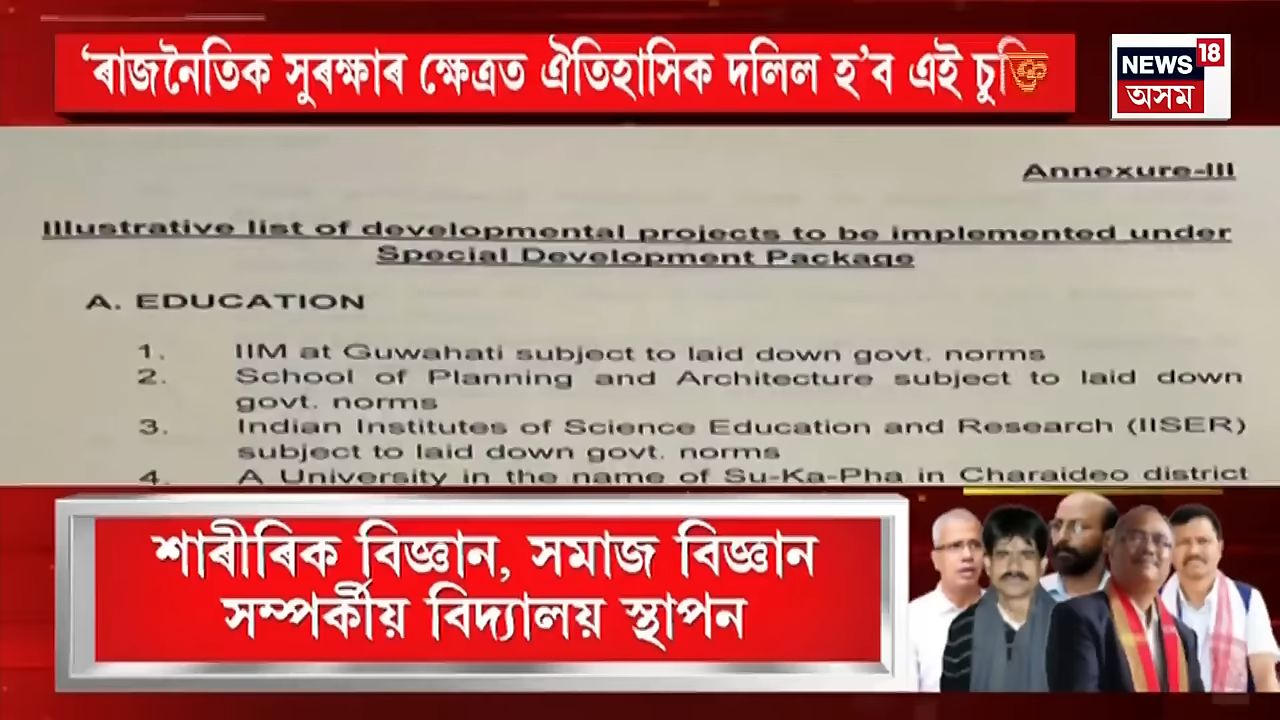 ‘ৰাজনৈতিক সুৰক্ষাৰ ক্ষেত্ৰত ঐতিহাসিক দলিল হ’ব এই
NEWS 18
অসম
Annexure-III
Illustrative list of developmental projects to be implemented under
Special Development Package
A. EDUCATION
1. IIM at Guwahati subject to laid down govt. norms
2. School of Planning and Architecture subject to laid down
govt. norms
3. Indian Institutes of Science Education and Research (IISER)
subject to laid down govt. norms
4. A University in the name of Su-Ka-Pha in Charaideo district
শাৰীৰিক বিজ্ঞান, সমাজ বিজ্ঞান
সম্পৰ্কীয় বিদ্যালয় স্থাপন